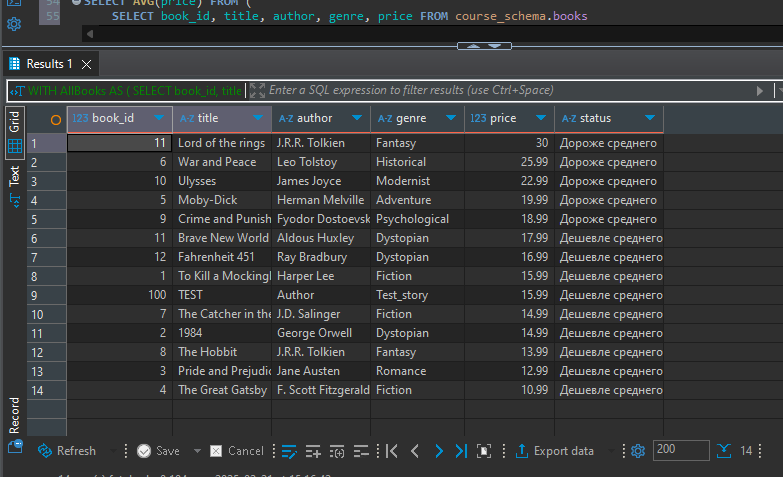 54 SELECT AVG(price) FROM (
55 SELECT book_id, title, author, genre, price FROM course_schema.books
Results 1
WITH AllBooks AS ( SELECT book_id, title Enter a SQL expression to filter results (use Ctrl+Space)
Grid
Text
Record
123 book_id A-Z title A-Z author A-Z genre 123 price A-Z status
1 11 Lord of the rings J.R.R. Tolkien Fantasy 30 Дороже среднего
2 6 War and Peace Leo Tolstoy Historical 25.99 Дороже среднего
3 10 Ulysses James Joyce Modernist 22.99 Дороже среднего
4 5 Moby-Dick Herman Melville Adventure 19.99 Дороже среднего
5 9 Crime and Punish Fyodor Dostoevsk Psychological 18.99 Дороже среднего
6 11 Brave New World Aldous Huxley Dystopian 17.99 Дешевле среднего
7 12 Fahrenheit 451 Ray Bradbury Dystopian 16.99 Дешевле среднего
8 1 To Kill a Mockingl Harper Lee Fiction 15.99 Дешевле среднего
9 100 TEST Author Test_story 15.99 Дешевле среднего
10 7 The Catcher in the J.D. Salinger Fiction 14.99 Дешевле среднего
11 2 1984 George Orwell Dystopian 14.99 Дешевле среднего
12 8 The Hobbit J.R.R. Tolkien Fantasy 13.99 Дешевле среднего
13 3 Pride and Prejudic Jane Austen Romance 12.99 Дешевле среднего
14 4 The Great Gatsby F. Scott Fitzgerald Fiction 10.99 Дешевле среднего
Refresh Save Cancel Export data 200 14